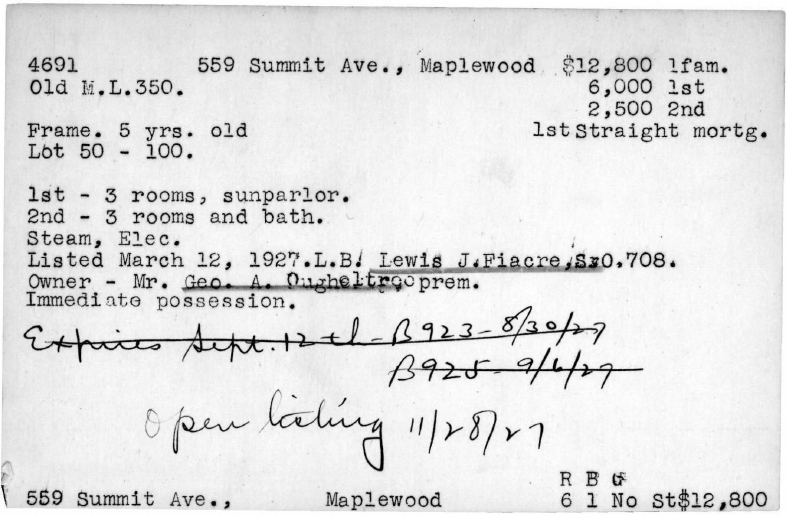 4691 559 Summit Ave., Maplewood $12,800 1fam.
Old M.L.350. 6,000 1st
2,500 2nd
Frame. 5 yrs. old 1st Straight mortg.
Lot 50 - 100.
1st - 3 rooms, sunparlor.
2nd - 3 rooms and bath.
Steam, Elec.
Listed March 12, 1927.L.B. Lewis J.Fiacre, O.708.
Owner - Mr. Geo. A. prem.
Immediate possession.
Expires Sept. 12th - B923 - 8/30/27
B925 - 9/6/27
Open listing 11/28/27
R B G
559 Summit Ave., Maplewood 6 1 No St$12,800